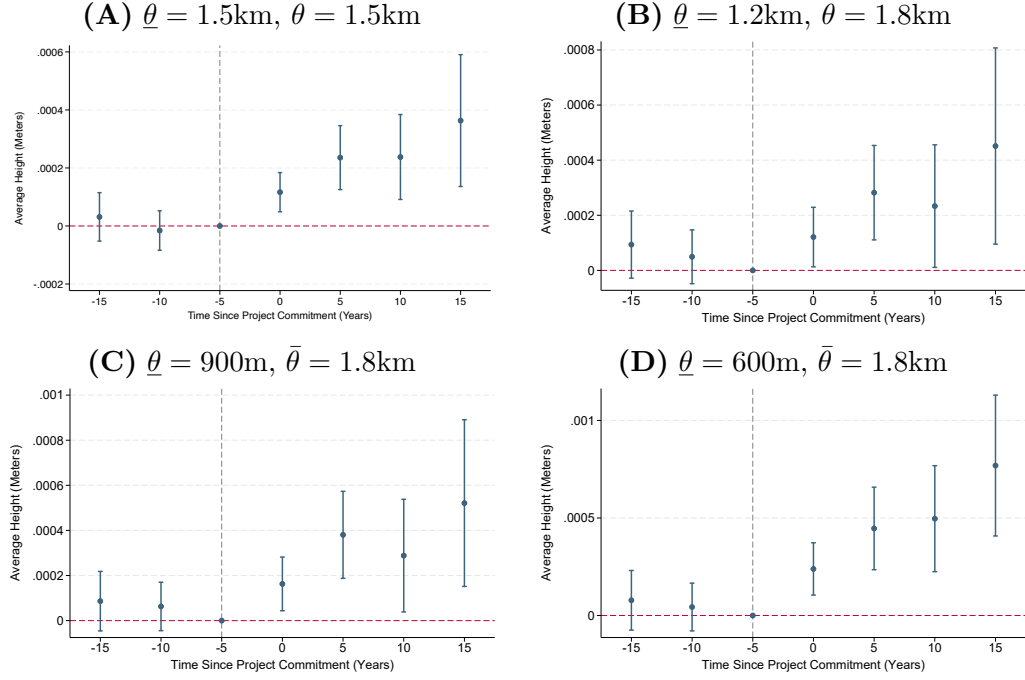 (A) θ̲ = 1.5km, θ = 1.5km
.0006
.0004
.0002
0
-.0002
Average Height (Meters)
-15 -10 -5 0 5 10 15
Time Since Project Commitment (Years)
(B) θ̲ = 1.2km, θ = 1.8km
.0008
.0006
.0004
.0002
0
Average Height (Meters)
-15 -10 -5 0 5 10 15
Time Since Project Commitment (Years)
(C) θ̲ = 900m, θ̄ = 1.8km
.001
.0008
.0006
.0004
.0002
0
Average Height (Meters)
-15 -10 -5 0 5 10 15
Time Since Project Commitment (Years)
(D) θ̲ = 600m, θ̄ = 1.8km
.001
.0005
0
Average Height (Meters)
-15 -10 -5 0 5 10 15
Time Since Project Commitment (Years)